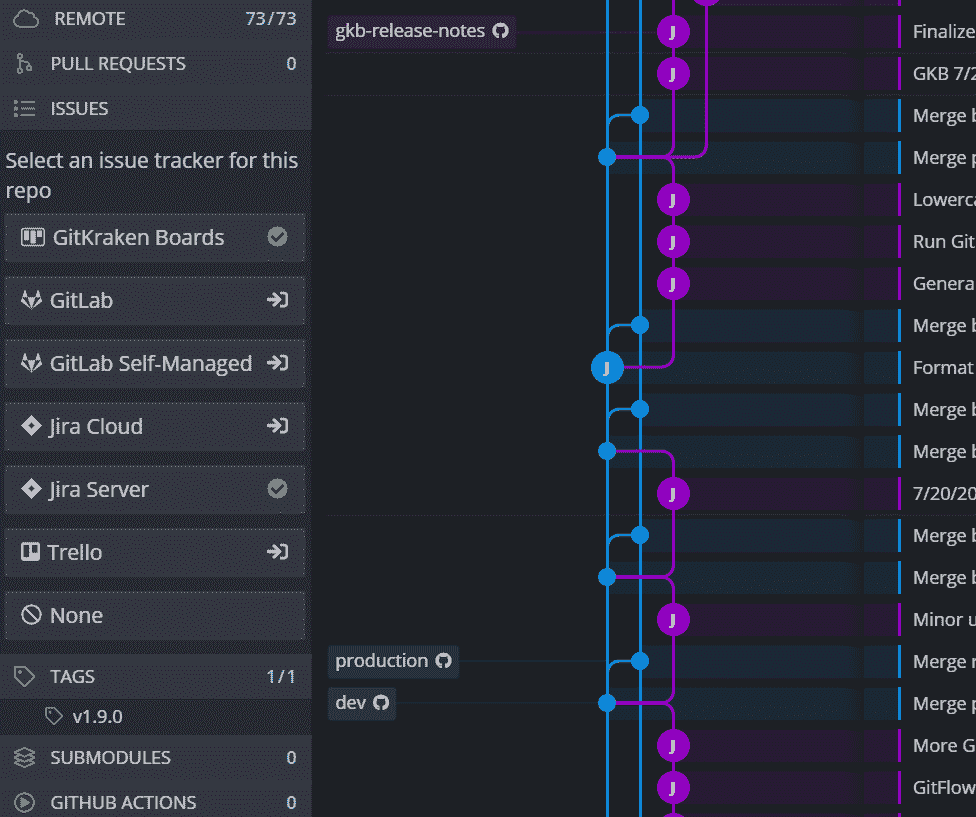 REMOTE 73/73
PULL REQUESTS 0
ISSUES
Select an issue tracker for this
repo
GitKraken Boards
GitLab
GitLab Self-Managed
Jira Cloud
Jira Server
Trello
None
TAGS 1/1
v1.9.0
SUBMODULES 0
GITHUB ACTIONS 0
gkb-release-notes J Finalize
J GKB 7/2
Merge b
Merge p
J Lowerca
J Run Git
J Genera
Merge b
J Format
Merge b
Merge b
J 7/20/20
Merge b
Merge b
J Minor u
production Merge r
dev Merge p
J More G
J GitFlow